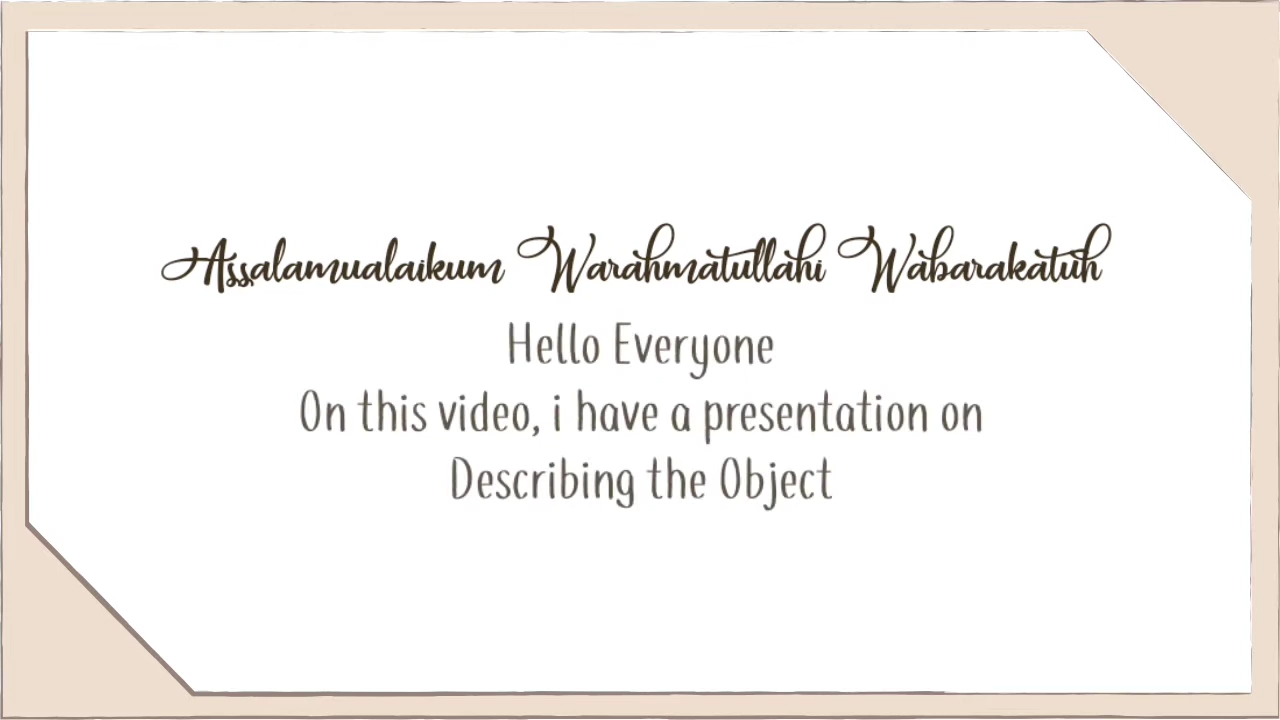 Assalamualaikum Warahmatullahi Wabarakatuh
Hello Everyone
On this video, i have a presentation on
Describing the Object